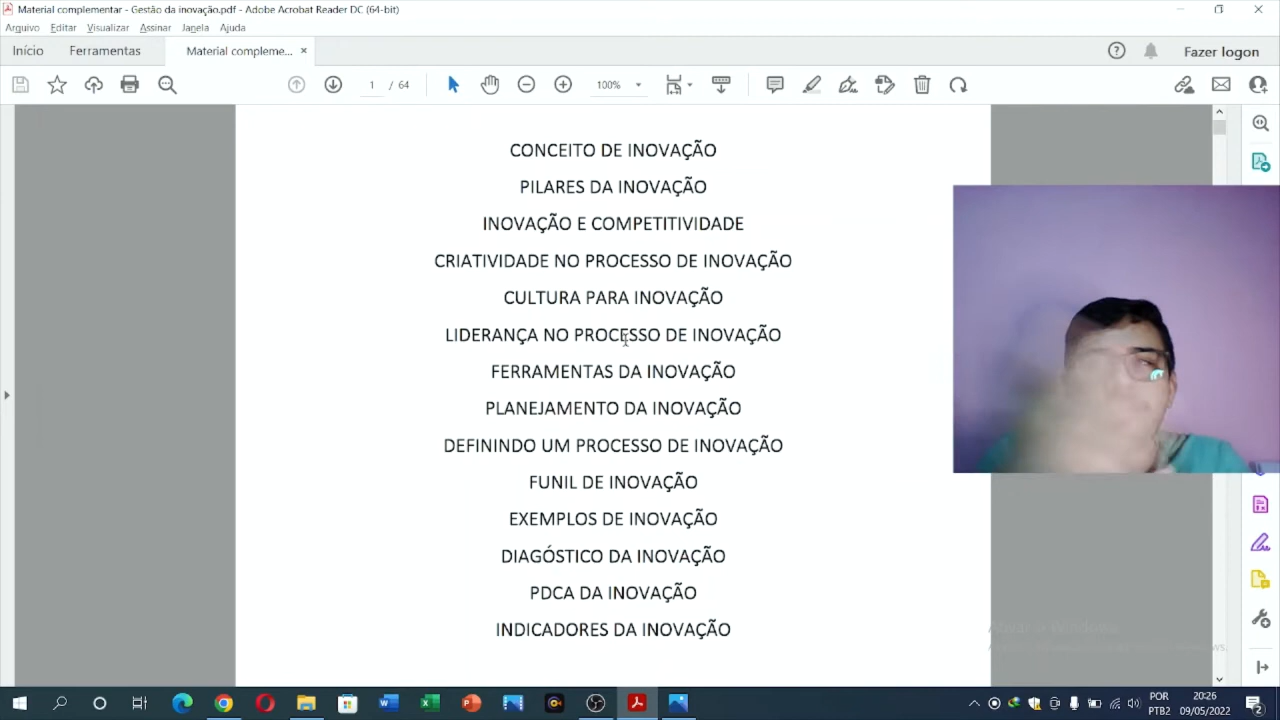 Material complementar - Gestão da inovação.pdf - Adobe Acrobat Reader DC (64-bit)
Arquivo Editar Visualizar Assinar Janela Ajuda
Início Ferramentas Material compleme... × Fazer logon
1 / 64 100%
CONCEITO DE INOVAÇÃO
PILARES DA INOVAÇÃO
INOVAÇÃO E COMPETITIVIDADE
CRIATIVIDADE NO PROCESSO DE INOVAÇÃO
CULTURA PARA INOVAÇÃO
LIDERANÇA NO PROCESSO DE INOVAÇÃO
FERRAMENTAS DA INOVAÇÃO
PLANEJAMENTO DA INOVAÇÃO
DEFININDO UM PROCESSO DE INOVAÇÃO
FUNIL DE INOVAÇÃO
EXEMPLOS DE INOVAÇÃO
DIAGÓSTICO DA INOVAÇÃO
PDCA DA INOVAÇÃO
INDICADORES DA INOVAÇÃO
Ativar o Windows
POR 20:26
PTB2 09/05/2022 2